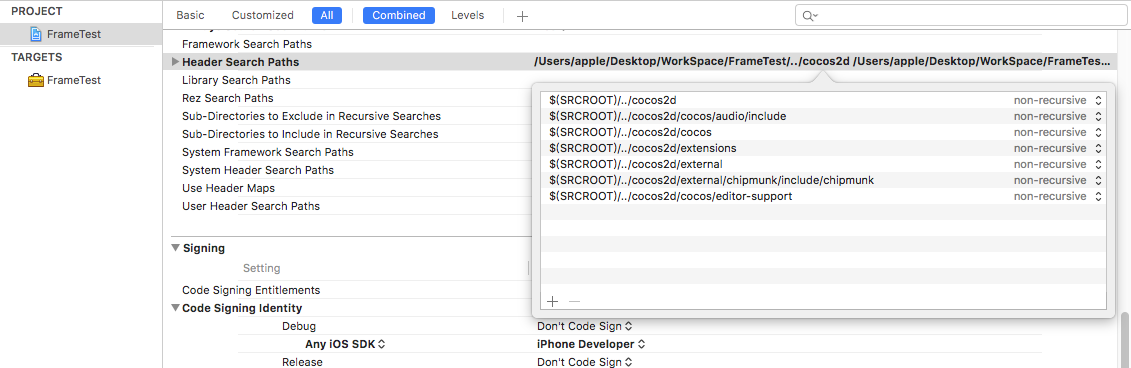 PROJECT
FrameTest
TARGETS
FrameTest
Basic Customized All Combined Levels +
Framework Search Paths
Header Search Paths /Users/apple/Desktop/WorkSpace/FrameTest/../cocos2d /Users/apple/Desktop/WorkSpace/FrameTes...
Library Search Paths
Rez Search Paths
Sub-Directories to Exclude in Recursive Searches
Sub-Directories to Include in Recursive Searches
System Framework Search Paths
System Header Search Paths
Use Header Maps
User Header Search Paths
$(SRCROOT)/../cocos2d non-recursive
$(SRCROOT)/../cocos2d/cocos/audio/include non-recursive
$(SRCROOT)/../cocos2d/cocos non-recursive
$(SRCROOT)/../cocos2d/extensions non-recursive
$(SRCROOT)/../cocos2d/external non-recursive
$(SRCROOT)/../cocos2d/external/chipmunk/include/chipmunk non-recursive
$(SRCROOT)/../cocos2d/cocos/editor-support non-recursive
+ —
Signing
Setting
Code Signing Entitlements
Code Signing Identity
Debug Don't Code Sign
Any iOS SDK iPhone Developer
Release Don't Code Sign